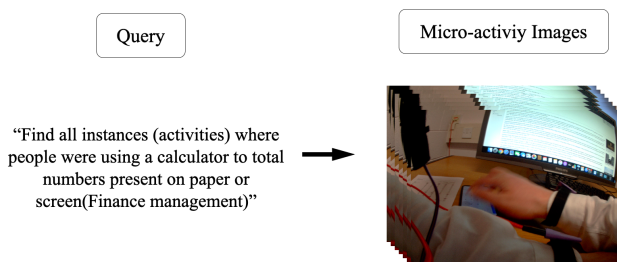 Query
Micro-activiy Images
“Find all instances (activities) where
people were using a calculator to total
numbers present on paper or
screen(Finance management)”